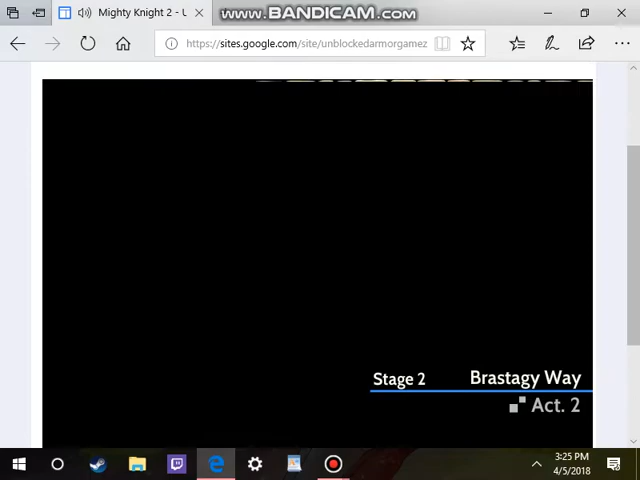 www.BANDICAM.com
Mighty Knight 2 - U
https://sites.google.com/site/unblockedarmorgamez
Stage 2 Brastagy Way
Act. 2
3:25 PM
4/5/2018